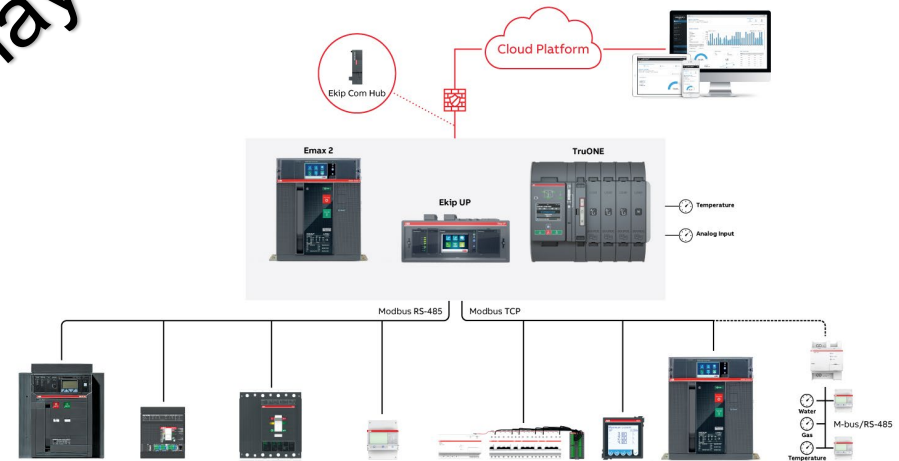 Cloud Platform
Ekip Com Hub
Emax 2
TruONE
Ekip UP
Temperature
Analog Input
Modbus RS-485
Modbus TCP
Water
Gas
M-bus/RS-485
Temperature